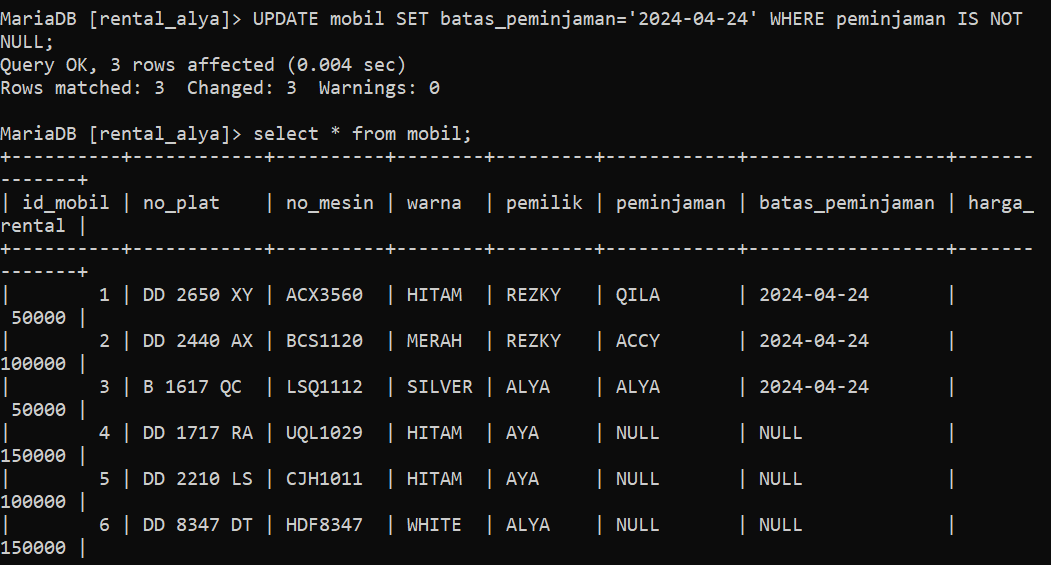 MariaDB [rental_alya]> UPDATE mobil SET batas_peminjaman='2024-04-24' WHERE peminjaman IS NOT
NULL;
Query OK, 3 rows affected (0.004 sec)
Rows matched: 3  Changed: 3  Warnings: 0

MariaDB [rental_alya]> select * from mobil;
+----------+------------+----------+--------+---------+------------+------------------+-------
-------+
| id_mobil | no_plat    | no_mesin | warna  | pemilik | peminjaman | batas_peminjaman | harga_
rental |
+----------+------------+----------+--------+---------+------------+------------------+-------
-------+
|        1 | DD 2650 XY | ACX3560  | HITAM  | REZKY   | QILA       | 2024-04-24       |
 50000 |
|        2 | DD 2440 AX | BCS1120  | MERAH  | REZKY   | ACCY       | 2024-04-24       |
100000 |
|        3 | B 1617 QC  | LSQ1112  | SILVER | ALYA    | ALYA       | 2024-04-24       |
 50000 |
|        4 | DD 1717 RA | UQL1029  | HITAM  | AYA     | NULL       | NULL             |
150000 |
|        5 | DD 2210 LS | CJH1011  | HITAM  | AYA     | NULL       | NULL             |
100000 |
|        6 | DD 8347 DT | HDF8347  | WHITE  | ALYA    | NULL       | NULL             |
150000 |